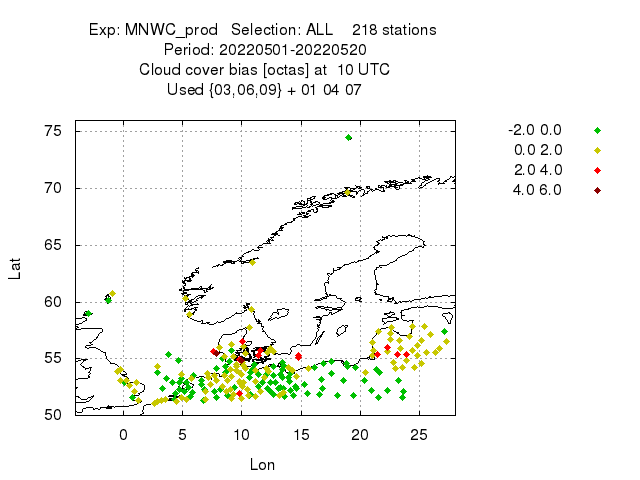 Exp: MNWC_prod Selection: ALL 218 stations
Period: 20220501-20220520
Cloud cover bias [octas] at 10 UTC
Used {03,06,09} + 01 04 07
-2.0 0.0
0.0 2.0
2.0 4.0
4.0 6.0
75
70
65
60
55
50
Lat
0 5 10 15 20 25
Lon